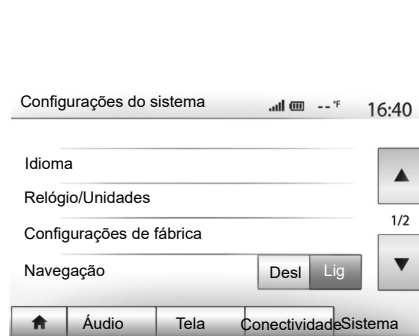 Configurações do sistema -- °F 16:40
Idioma
Relógio/Unidades
1/2
Configurações de fábrica
Navegação Desl Lig
Áudio Tela Conectividade Sistema